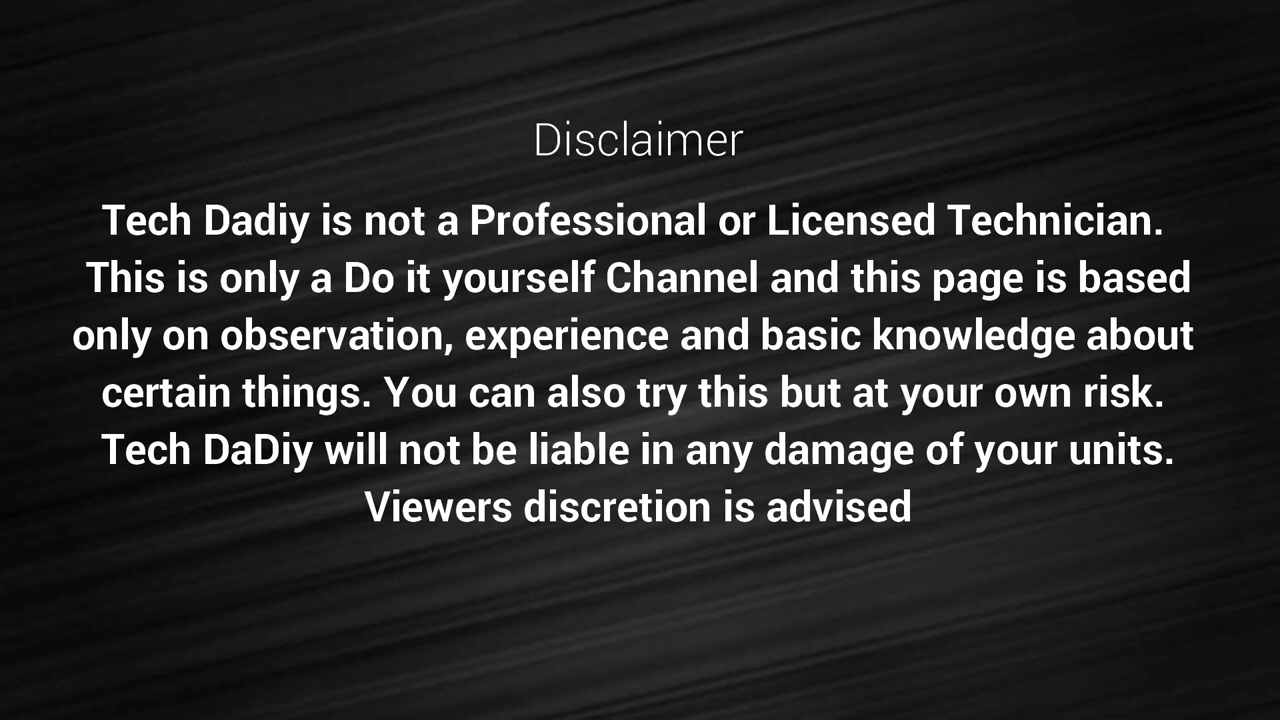 Disclaimer
Tech Dadiy is not a Professional or Licensed Technician.
This is only a Do it yourself Channel and this page is based
only on observation, experience and basic knowledge about
certain things. You can also try this but at your own risk.
Tech DaDiy will not be liable in any damage of your units.
Viewers discretion is advised